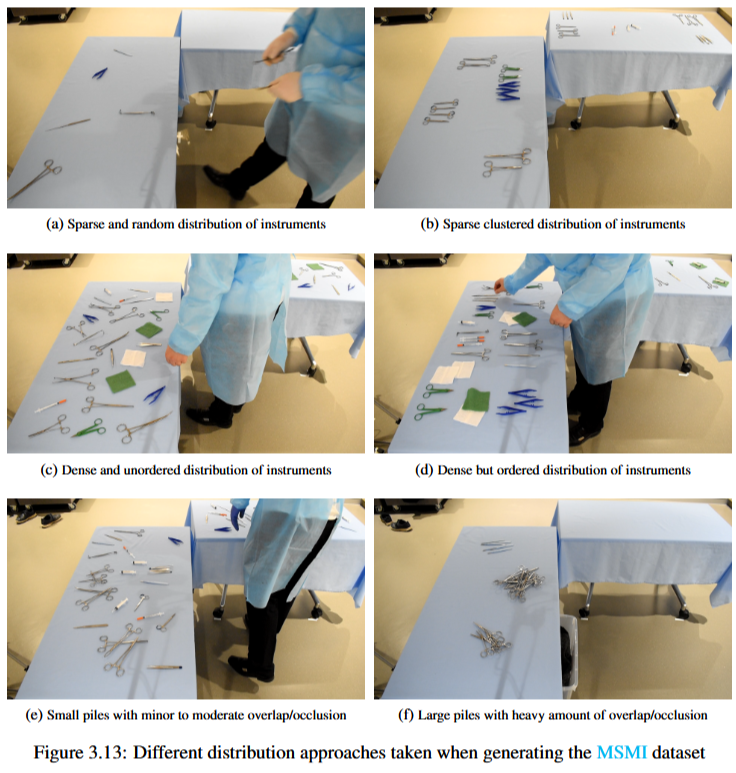 (a) Sparse and random distribution of instruments
(b) Sparse clustered distribution of instruments
(c) Dense and unordered distribution of instruments
(d) Dense but ordered distribution of instruments
(e) Small piles with minor to moderate overlap/occlusion
(f) Large piles with heavy amount of overlap/occlusion
Figure 3.13: Different distribution approaches taken when generating the MSMI dataset